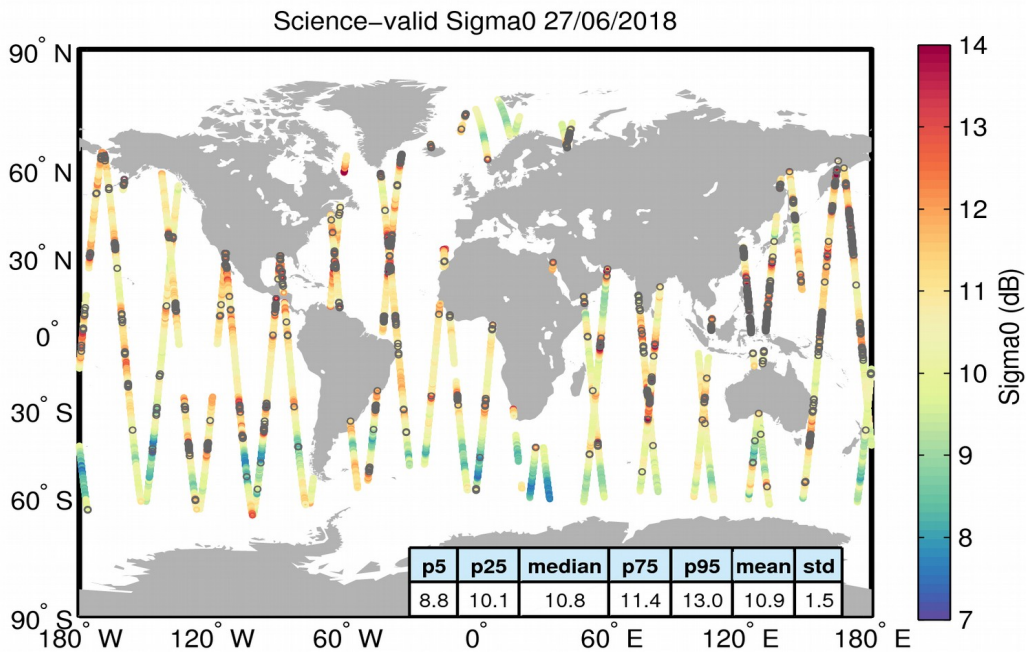 Science−valid Sigma0 27/06/2018
90° N
60° N
30° N
0°
30° S
60° S
90° S
180° W
120° W
60° W
0°
60° E
120° E
180° E
p5 p25 median p75 p95 mean std
8.8 10.1 10.8 11.4 13.0 10.9 1.5
14
13
12
11
10
9
8
7
Sigma0 (dB)